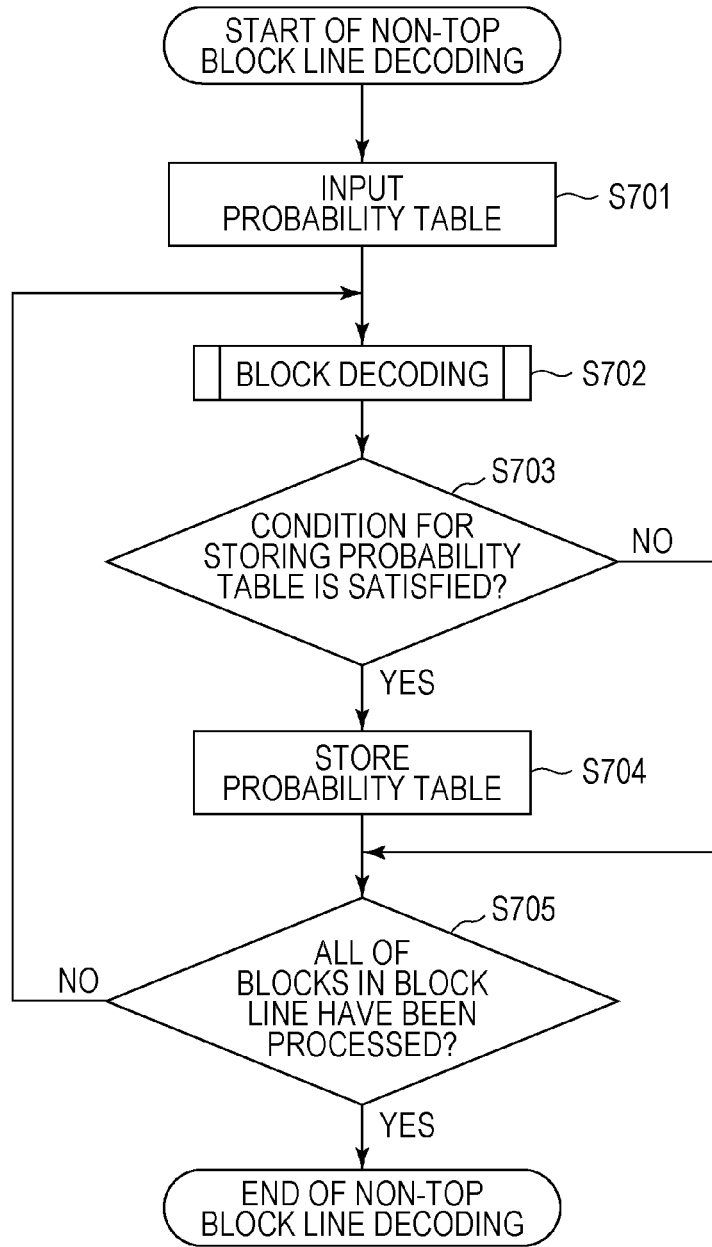 START OF NON-TOP
BLOCK LINE DECODING
INPUT
PROBABILITY TABLE
S701
BLOCK DECODING
S702
S703
CONDITION FOR
STORING PROBABILITY
TABLE IS SATISFIED?
NO
YES
STORE
PROBABILITY TABLE
S704
S705
ALL OF
BLOCKS IN BLOCK
LINE HAVE BEEN
PROCESSED?
NO
YES
END OF NON-TOP
BLOCK LINE DECODING